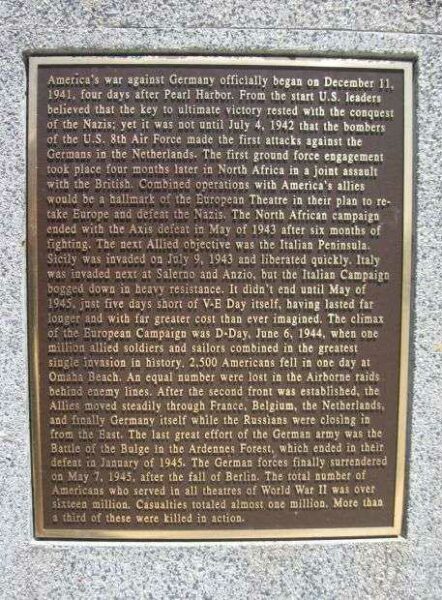 America's war against Germany officially began on December 11,
1941, four days after Pearl Harbor. From the start U.S. leaders
believed that the key to ultimate victory rested with the conquest
of the Nazis; yet it was not until July 4, 1942 that the bombers
of the U.S. 8th Air Force made the first attacks against the
Germans in the Netherlands. The first ground force engagement
took place four months later in North Africa in a joint assault
with the British. Combined operations with America's allies
would be a hallmark of the European Theatre in their plan to re-
take Europe and defeat the Nazis. The North African campaign
ended with the Axis defeat in May of 1943 after six months of
fighting. The next Allied objective was the Italian Peninsula.
Sicily was invaded on July 9, 1943 and liberated quickly. Italy
was invaded next at Salerno and Anzio, but the Italian Campaign
bogged down in heavy resistance. It didn't end until May of
1945, just five days short of V-E Day itself, having lasted far
longer and with far greater cost than ever imagined. The climax
of the European Campaign was D-Day, June 6, 1944, when one
million allied soldiers and sailors combined in the greatest
single invasion in history. 2,500 Americans fell in one day at
Omaha Beach. An equal number were lost in the Airborne raids
behind enemy lines. After the second front was established, the
Allies moved steadily through France, Belgium, the Netherlands,
and finally Germany itself while the Russians were closing in
from the East. The last great effort of the German army was the
Battle of the Bulge in the Ardennes Forest, which ended in their
defeat in January of 1945. The German forces finally surrendered
on May 7, 1945, after the fall of Berlin. The total number of
Americans who served in all theatres of World War II was over
sixteen million. Casualties totaled almost one million. More than
a third of these were killed in action.